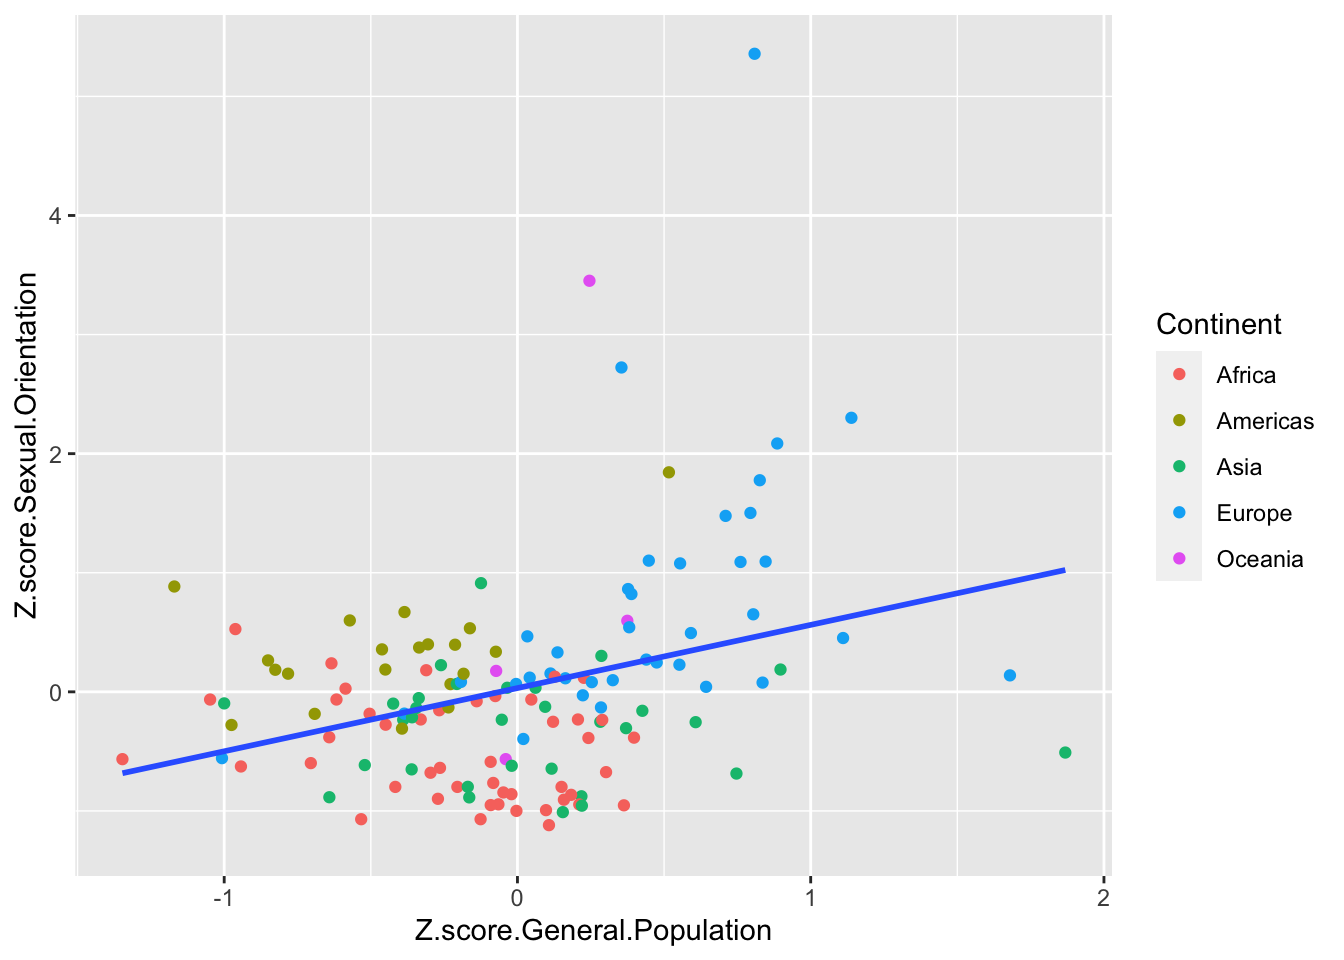 Z.score.Sexual.Orientation
4
2
0
-1
0
1
2
Z.score.General.Population
Continent
Africa
Americas
Asia
Europe
Oceania